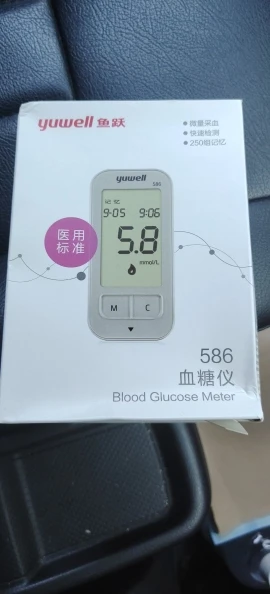 yuwell 鱼跃
● 微量采血
● 快速检测
● 250组记忆
yuwell
586
记忆
9-05 9:06
5.8
mmol/L
M C
医用
标准
586
血糖仪
Blood Glucose Meter